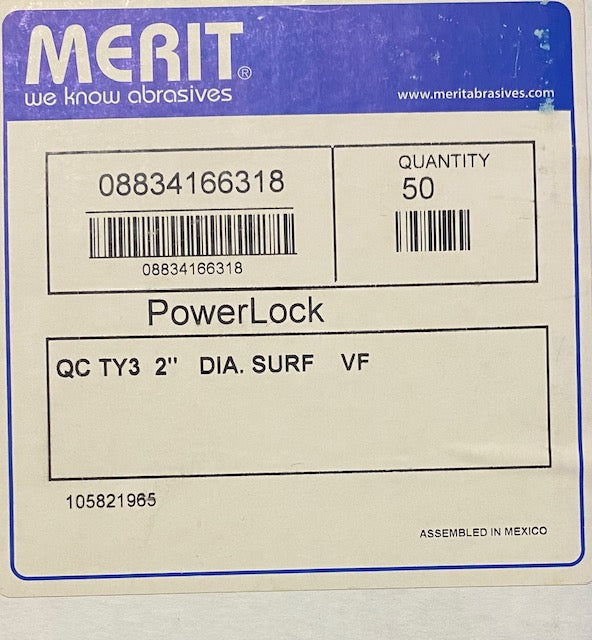 MERIT®
we know abrasives
www.meritabrasives.com
08834166318
08834166318
QUANTITY
50
PowerLock
QC TY3 2" DIA. SURF VF
105821965
ASSEMBLED IN MEXICO